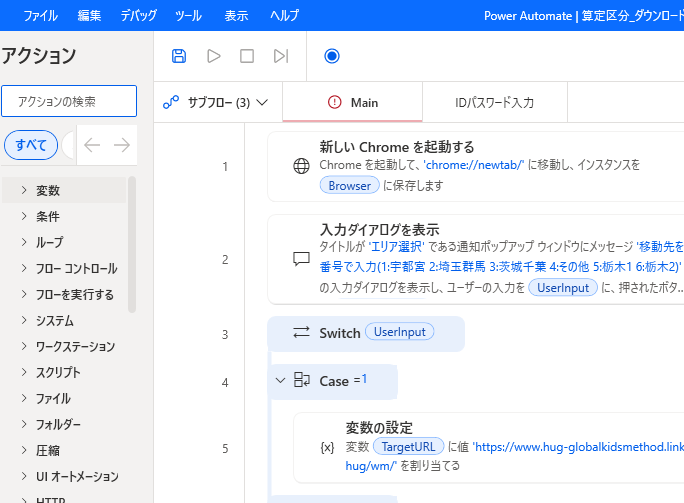 ファイル 編集 デバッグ ツール 表示 ヘルプ Power Automate | 算定区分_ダウンロード
アクション
アクションの検索
すべて
変数
条件
ループ
フロー コントロール
フローを実行する
システム
ワークステーション
スクリプト
ファイル
フォルダー
圧縮
UI オートメーション
HTTP
サブフロー (3) Main IDパスワード入力
1
新しい Chrome を起動する
Chrome を起動して、'chrome://newtab/' に移動し、インスタンスを
Browser に保存します
2
入力ダイアログを表示
タイトルが 'エリア選択' である通知ポップアップ ウィンドウにメッセージ '移動先を
番号で入力(1:宇都宮 2:埼玉群馬 3:茨城千葉 4:その他 5:栃木1 6:栃木2)'
の入力ダイアログを表示し、ユーザーの入力を UserInput に、押されたボタ...
3 Switch UserInput
4 Case =1
5
変数の設定
{x} 変数 TargetURL に値 'https://www.hug-globalkidsmethod.link
hug/wm/' を割り当てる